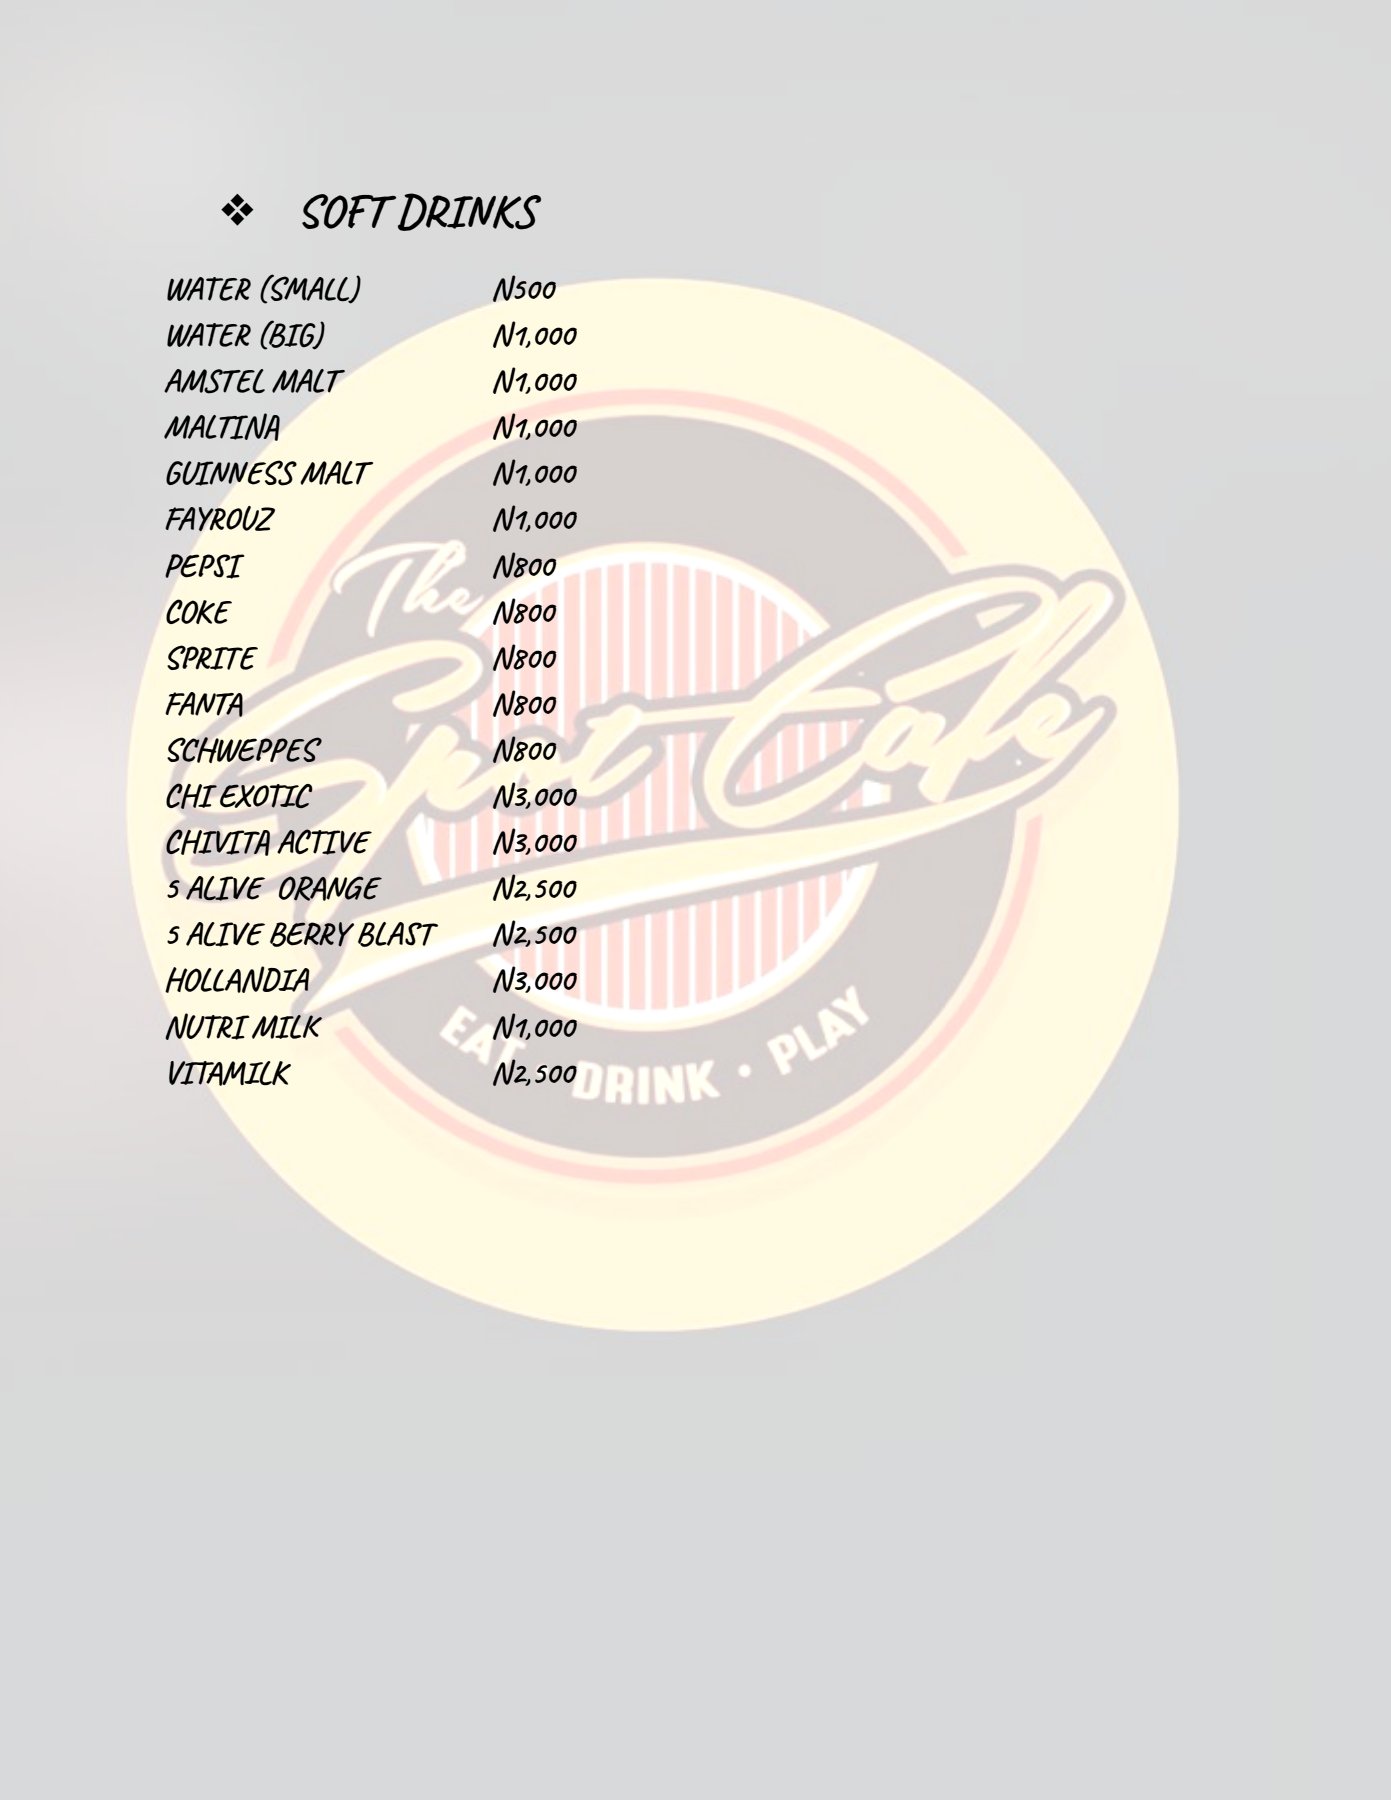 ❖ SOFT DRINKS
WATER (SMALL) N500
WATER (BIG) N1,000
AMSTEL MALT N1,000
MALTINA N1,000
GUINNESS MALT N1,000
FAYROUZ N1,000
PEPSI N800
COKE N800
SPRITE N800
FANTA N800
SCHWEPPES N800
CHI EXOTIC N3,000
CHIVITA ACTIVE N3,000
5 ALIVE ORANGE N2,500
5 ALIVE BERRY BLAST N2,500
HOLLANDIA N3,000
NUTRI MILK N1,000
VITAMILK N2,500
The
Spot Cafe
EAT • DRINK • PLAY